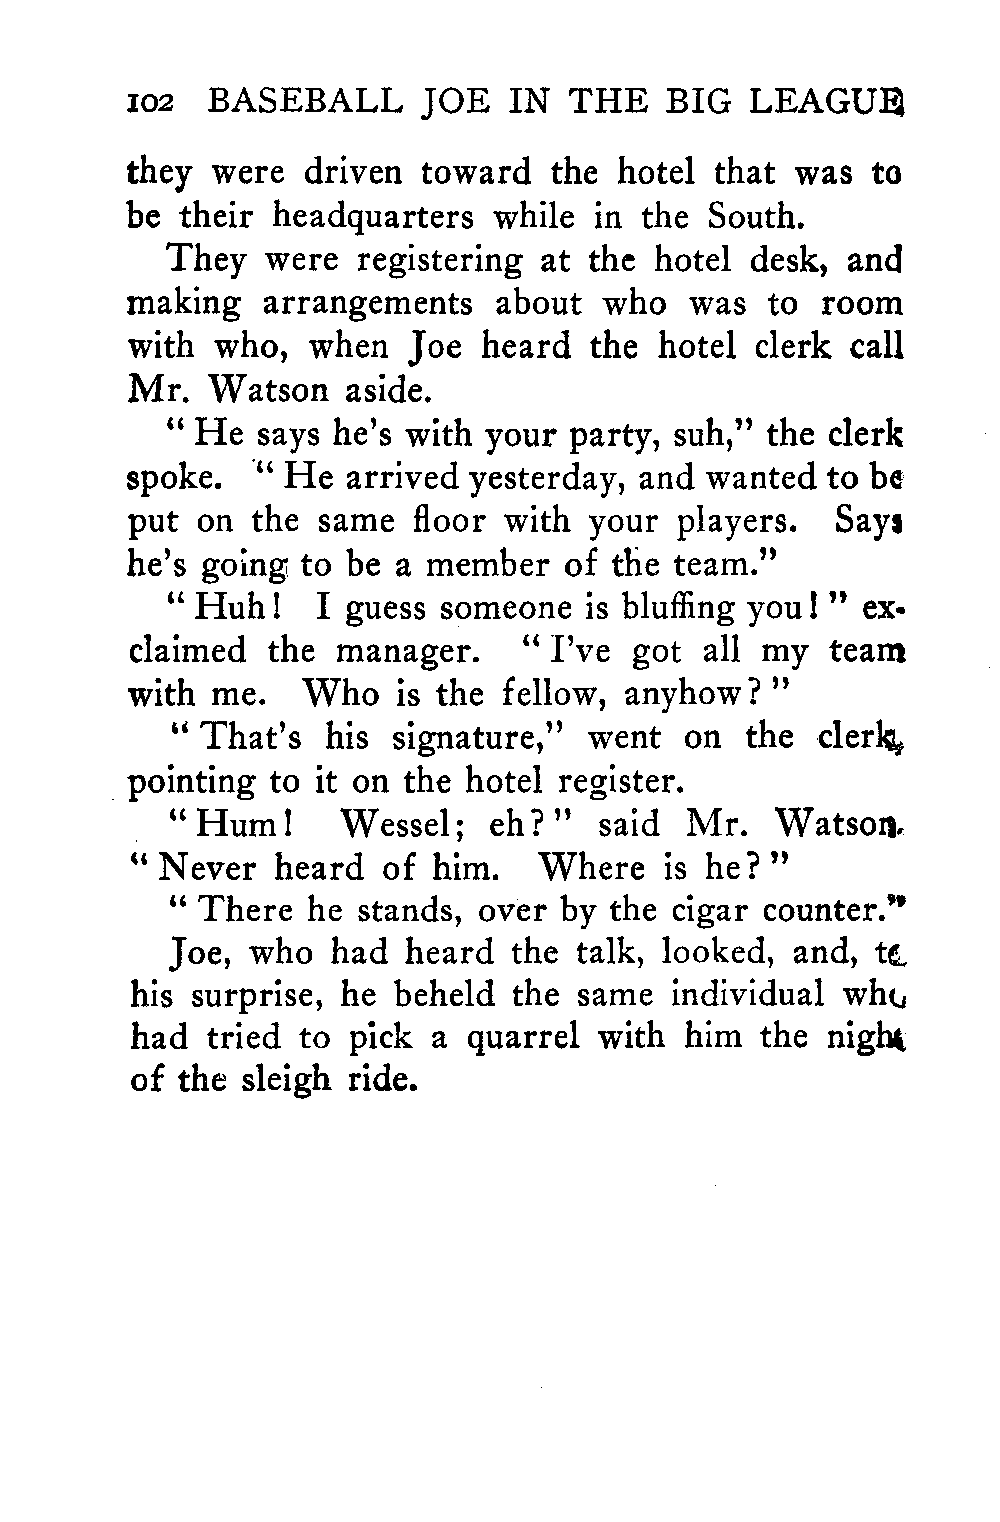 102 BASEBALL JOE IN THE BIG LEAGUE
they were driven toward the hotel that was to
be their headquarters while in the South.
They were registering at the hotel desk, and
making arrangements about who was to room
with who, when Joe heard the hotel clerk call
Mr. Watson aside.
“ He says he’s with your party, suh,” the clerk
spoke. “ He arrived yesterday, and wanted to be
put on the same floor with your players. Says
he’s going to be a member of the team.”
“ Huh! I guess someone is bluffing you! ” ex-
claimed the manager. “ I’ve got all my team
with me. Who is the fellow, anyhow? ”
“ That’s his signature,” went on the clerk,
pointing to it on the hotel register.
“ Hum! Wessel; eh? ” said Mr. Watson.
“ Never heard of him. Where is he? ”
“ There he stands, over by the cigar counter.”
Joe, who had heard the talk, looked, and, to
his surprise, he beheld the same individual who
had tried to pick a quarrel with him the night
of the sleigh ride.